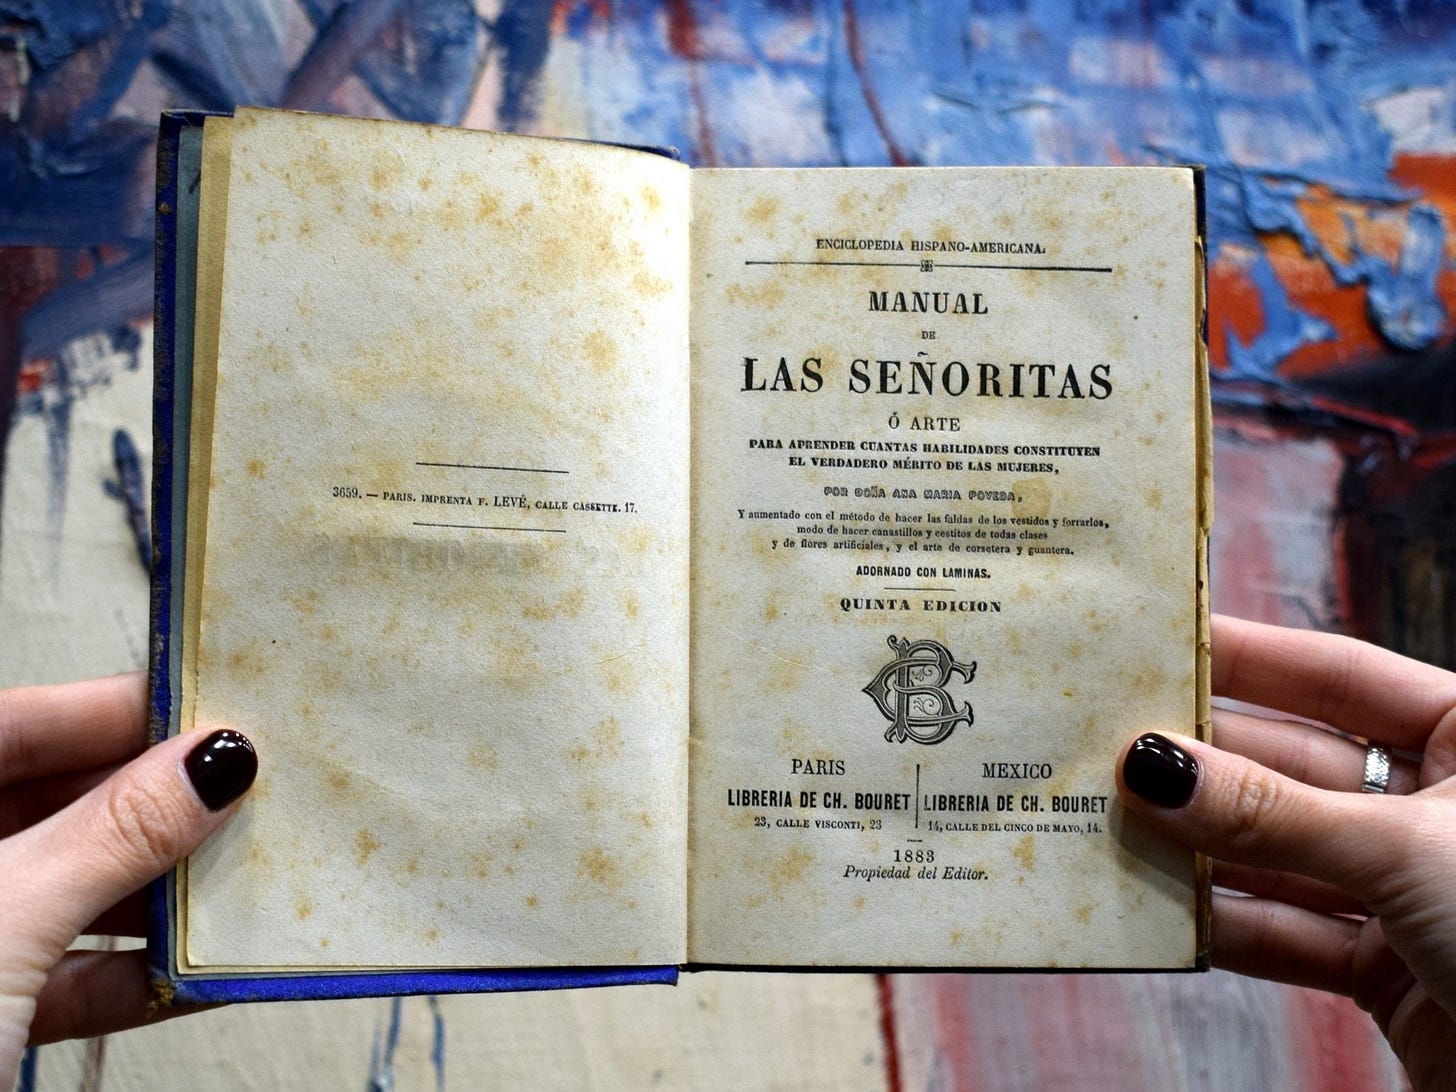 3659. — PARIS. IMPRENTA F. LEVÉ, CALLE CASSETTE. 17.
ENCICLOPEDIA HISPANO-AMERICANA.
MANUAL
DE
LAS SEÑORITAS
Ó ARTE
PARA APRENDER CUANTAS HABILIDADES CONSTITUYEN
EL VERDADERO MÉRITO DE LAS MUJERES,
POR DOÑA ANA MARIA POVEDA,
Y aumentado con el método de hacer las faldas de los vestidos y forrarlos,
modo de hacer canastillos y cestitos de todas clases
y de flores artificiales, y el arte de corsetera y guantera.
ADORNADO CON LAMINAS.
QUINTA EDICION
CB
PARIS
LIBRERIA DE CH. BOURET
23, CALLE VISCONTI, 23
MEXICO
LIBRERIA DE CH. BOURET
14, CALLE DEL CINCO DE MAYO, 14.
1883
Propiedad del Editor.